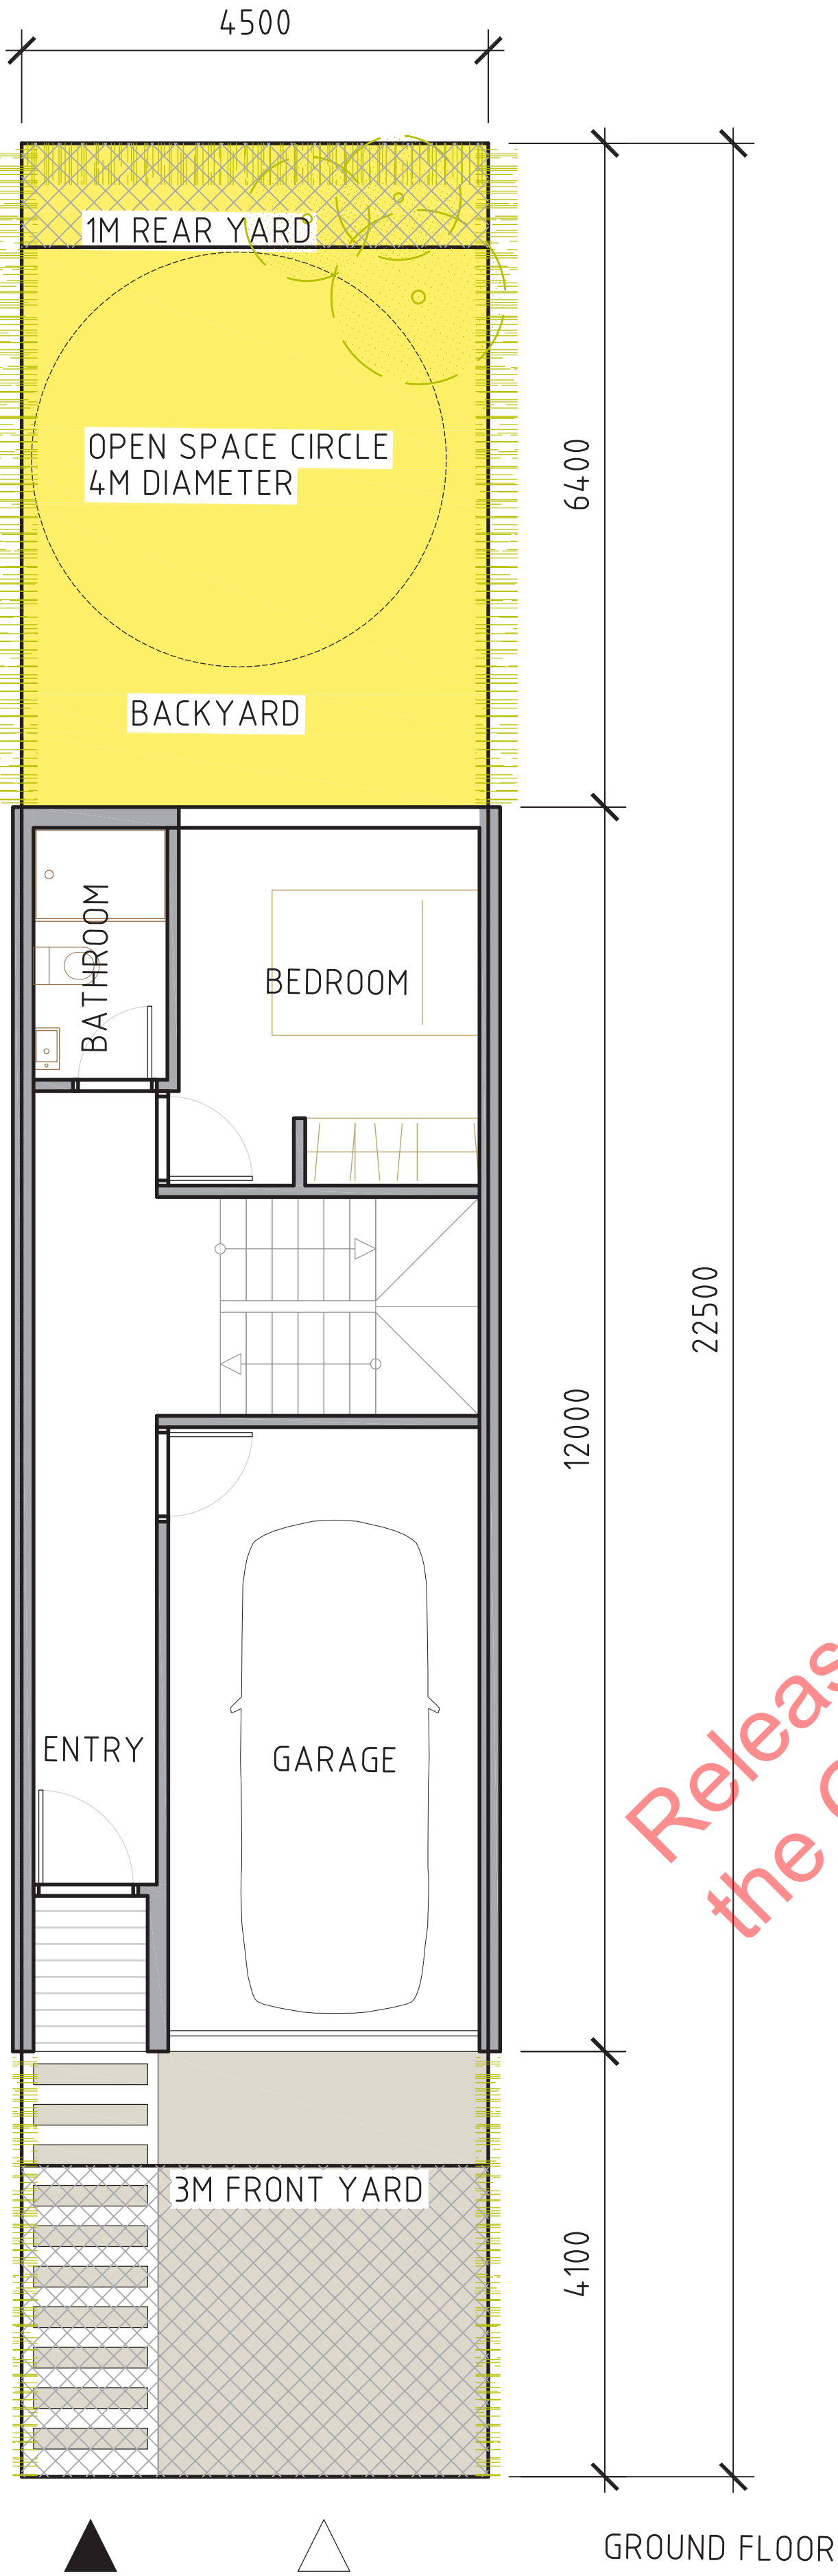 4500
1M REAR YARD
OPEN SPACE CIRCLE
4M DIAMETER
6400
BACKYARD
BATHROOM
BEDROOM
22500
12000
ENTRY
GARAGE
the
3M FRONT YARD
4100
GROUND FLOOR